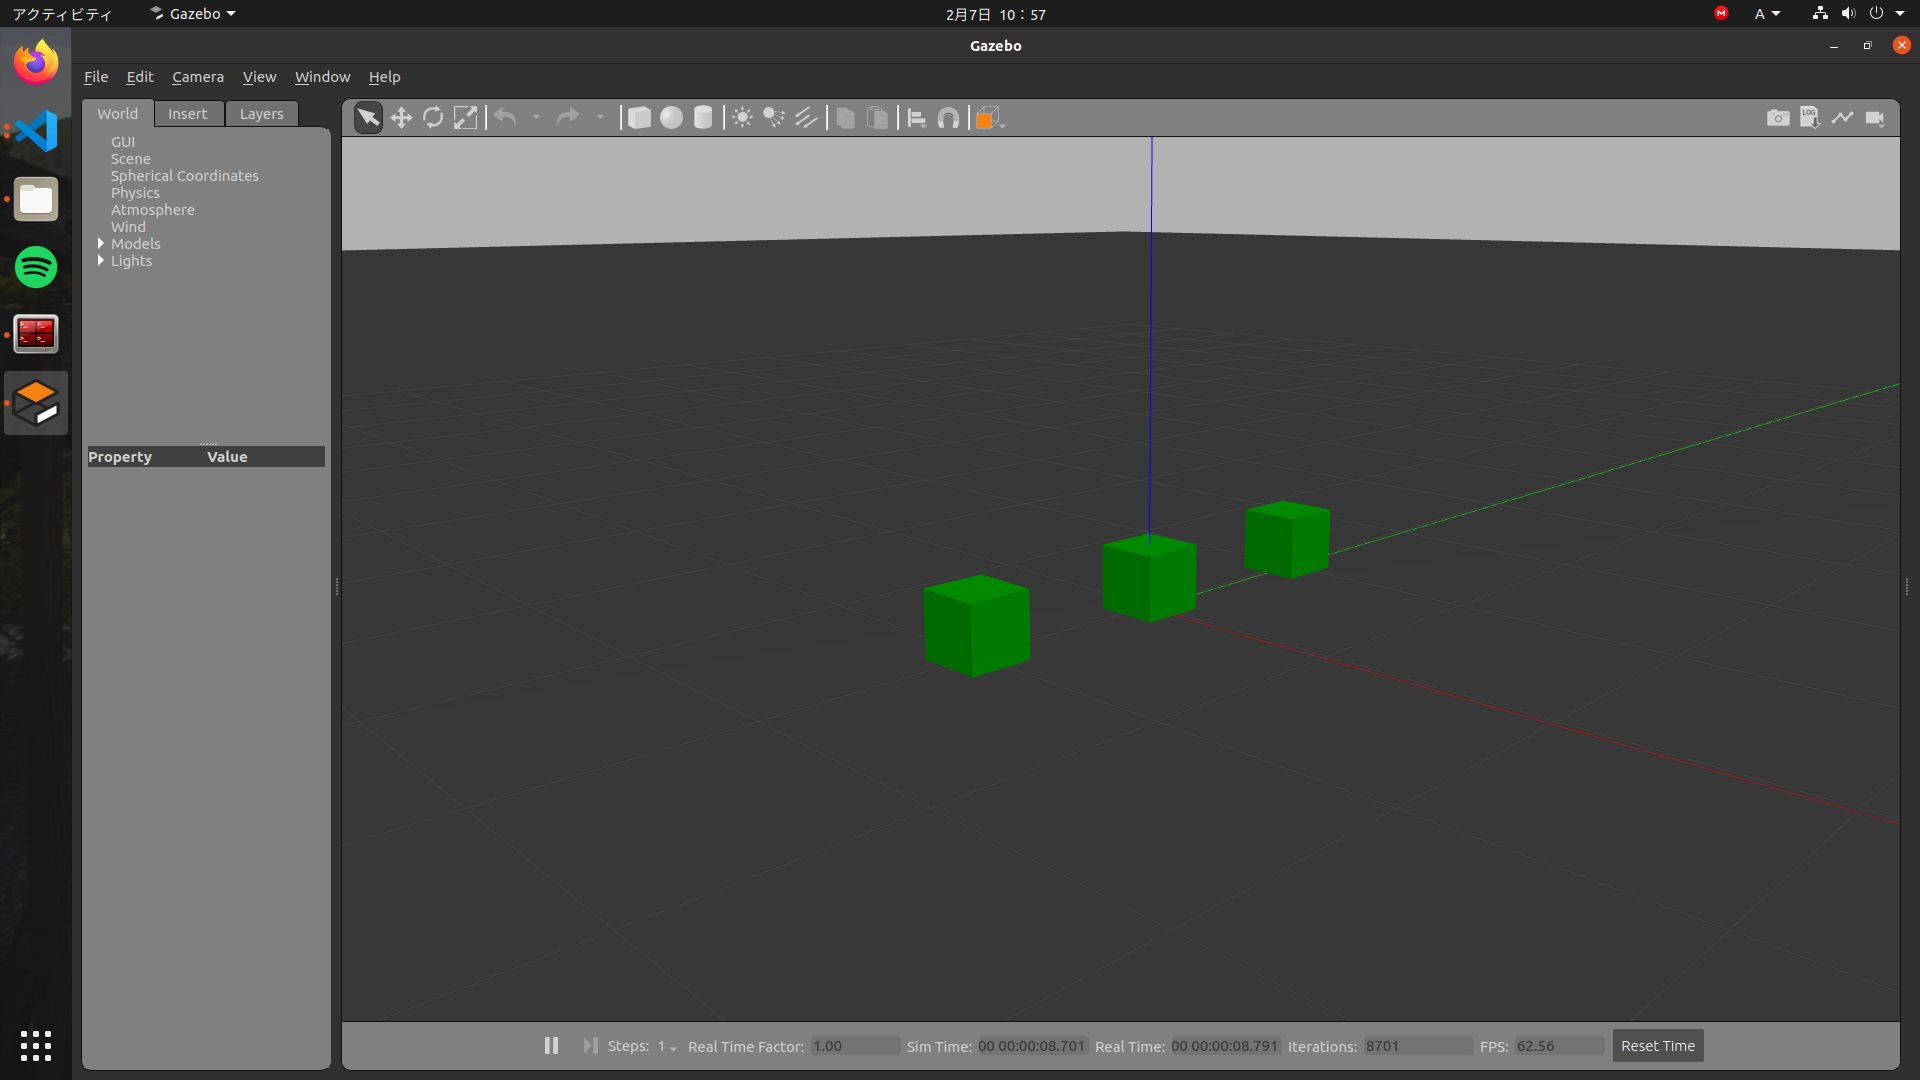 アクティビティ Gazebo 2月7日 10：57 A
Gazebo
File Edit Camera View Window Help
World Insert Layers
GUI
Scene
Spherical Coordinates
Physics
Atmosphere
Wind
Models
Lights
Property Value
LOG
Steps: 1 Real Time Factor: 1.00 Sim Time: 00 00:00:08.701 Real Time: 00 00:00:08.791 Iterations: 8701 FPS: 62.56 Reset Time